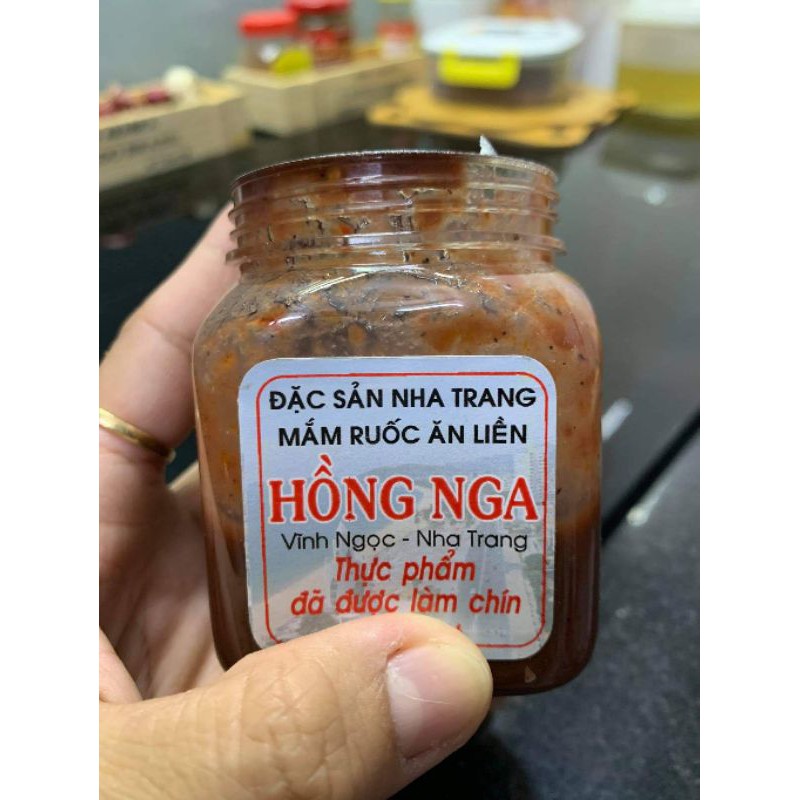 ĐẶC SẢN NHA TRANG
MẮM RUỐC ĂN LIỀN
HỒNG NGA
Vĩnh Ngọc - Nha Trang
Thực phẩm
đã được làm chín